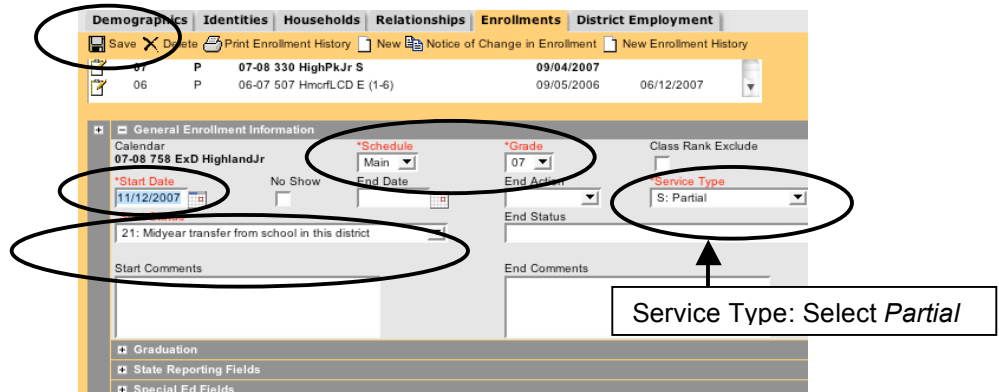 Demographics Identities Households Relationships Enrollments District Employment
Save Delete Print Enrollment History New Notice of Change in Enrollment New Enrollment History
07 P 07-08 330 HighPkJr S 09/04/2007
06 P 06-07 507 HmcrfLCD E (1-6) 09/05/2006 06/12/2007
General Enrollment Information
Calendar *Schedule *Grade Class Rank Exclude
07-08 758 ExD HighlandJr Main 07
*Start Date No Show End Date End Action *Service Type
11/12/2007 S: Partial
Status End Status
21: Midyear transfer from school in this district
Start Comments End Comments
Service Type: Select Partial
Graduation
State Reporting Fields
Special Ed Fields